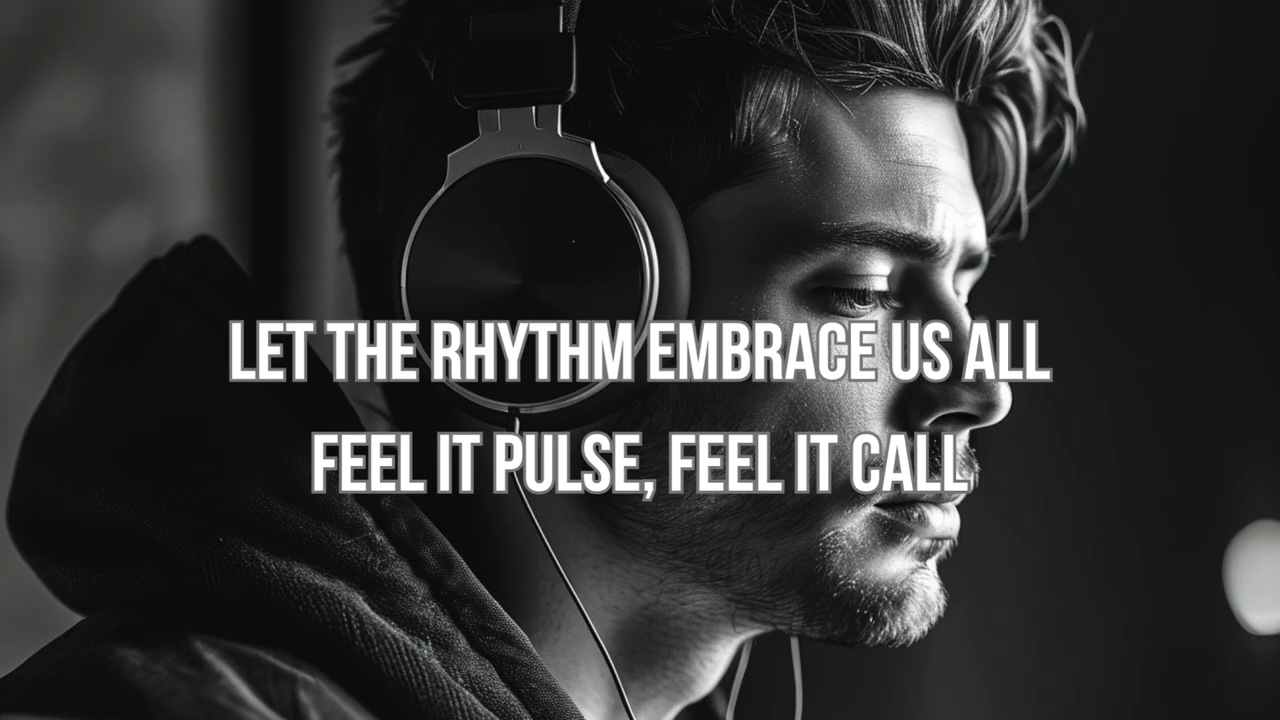 LET THE RHYTHM EMBRACE US ALL
FEEL IT PULSE, FEEL IT CALL